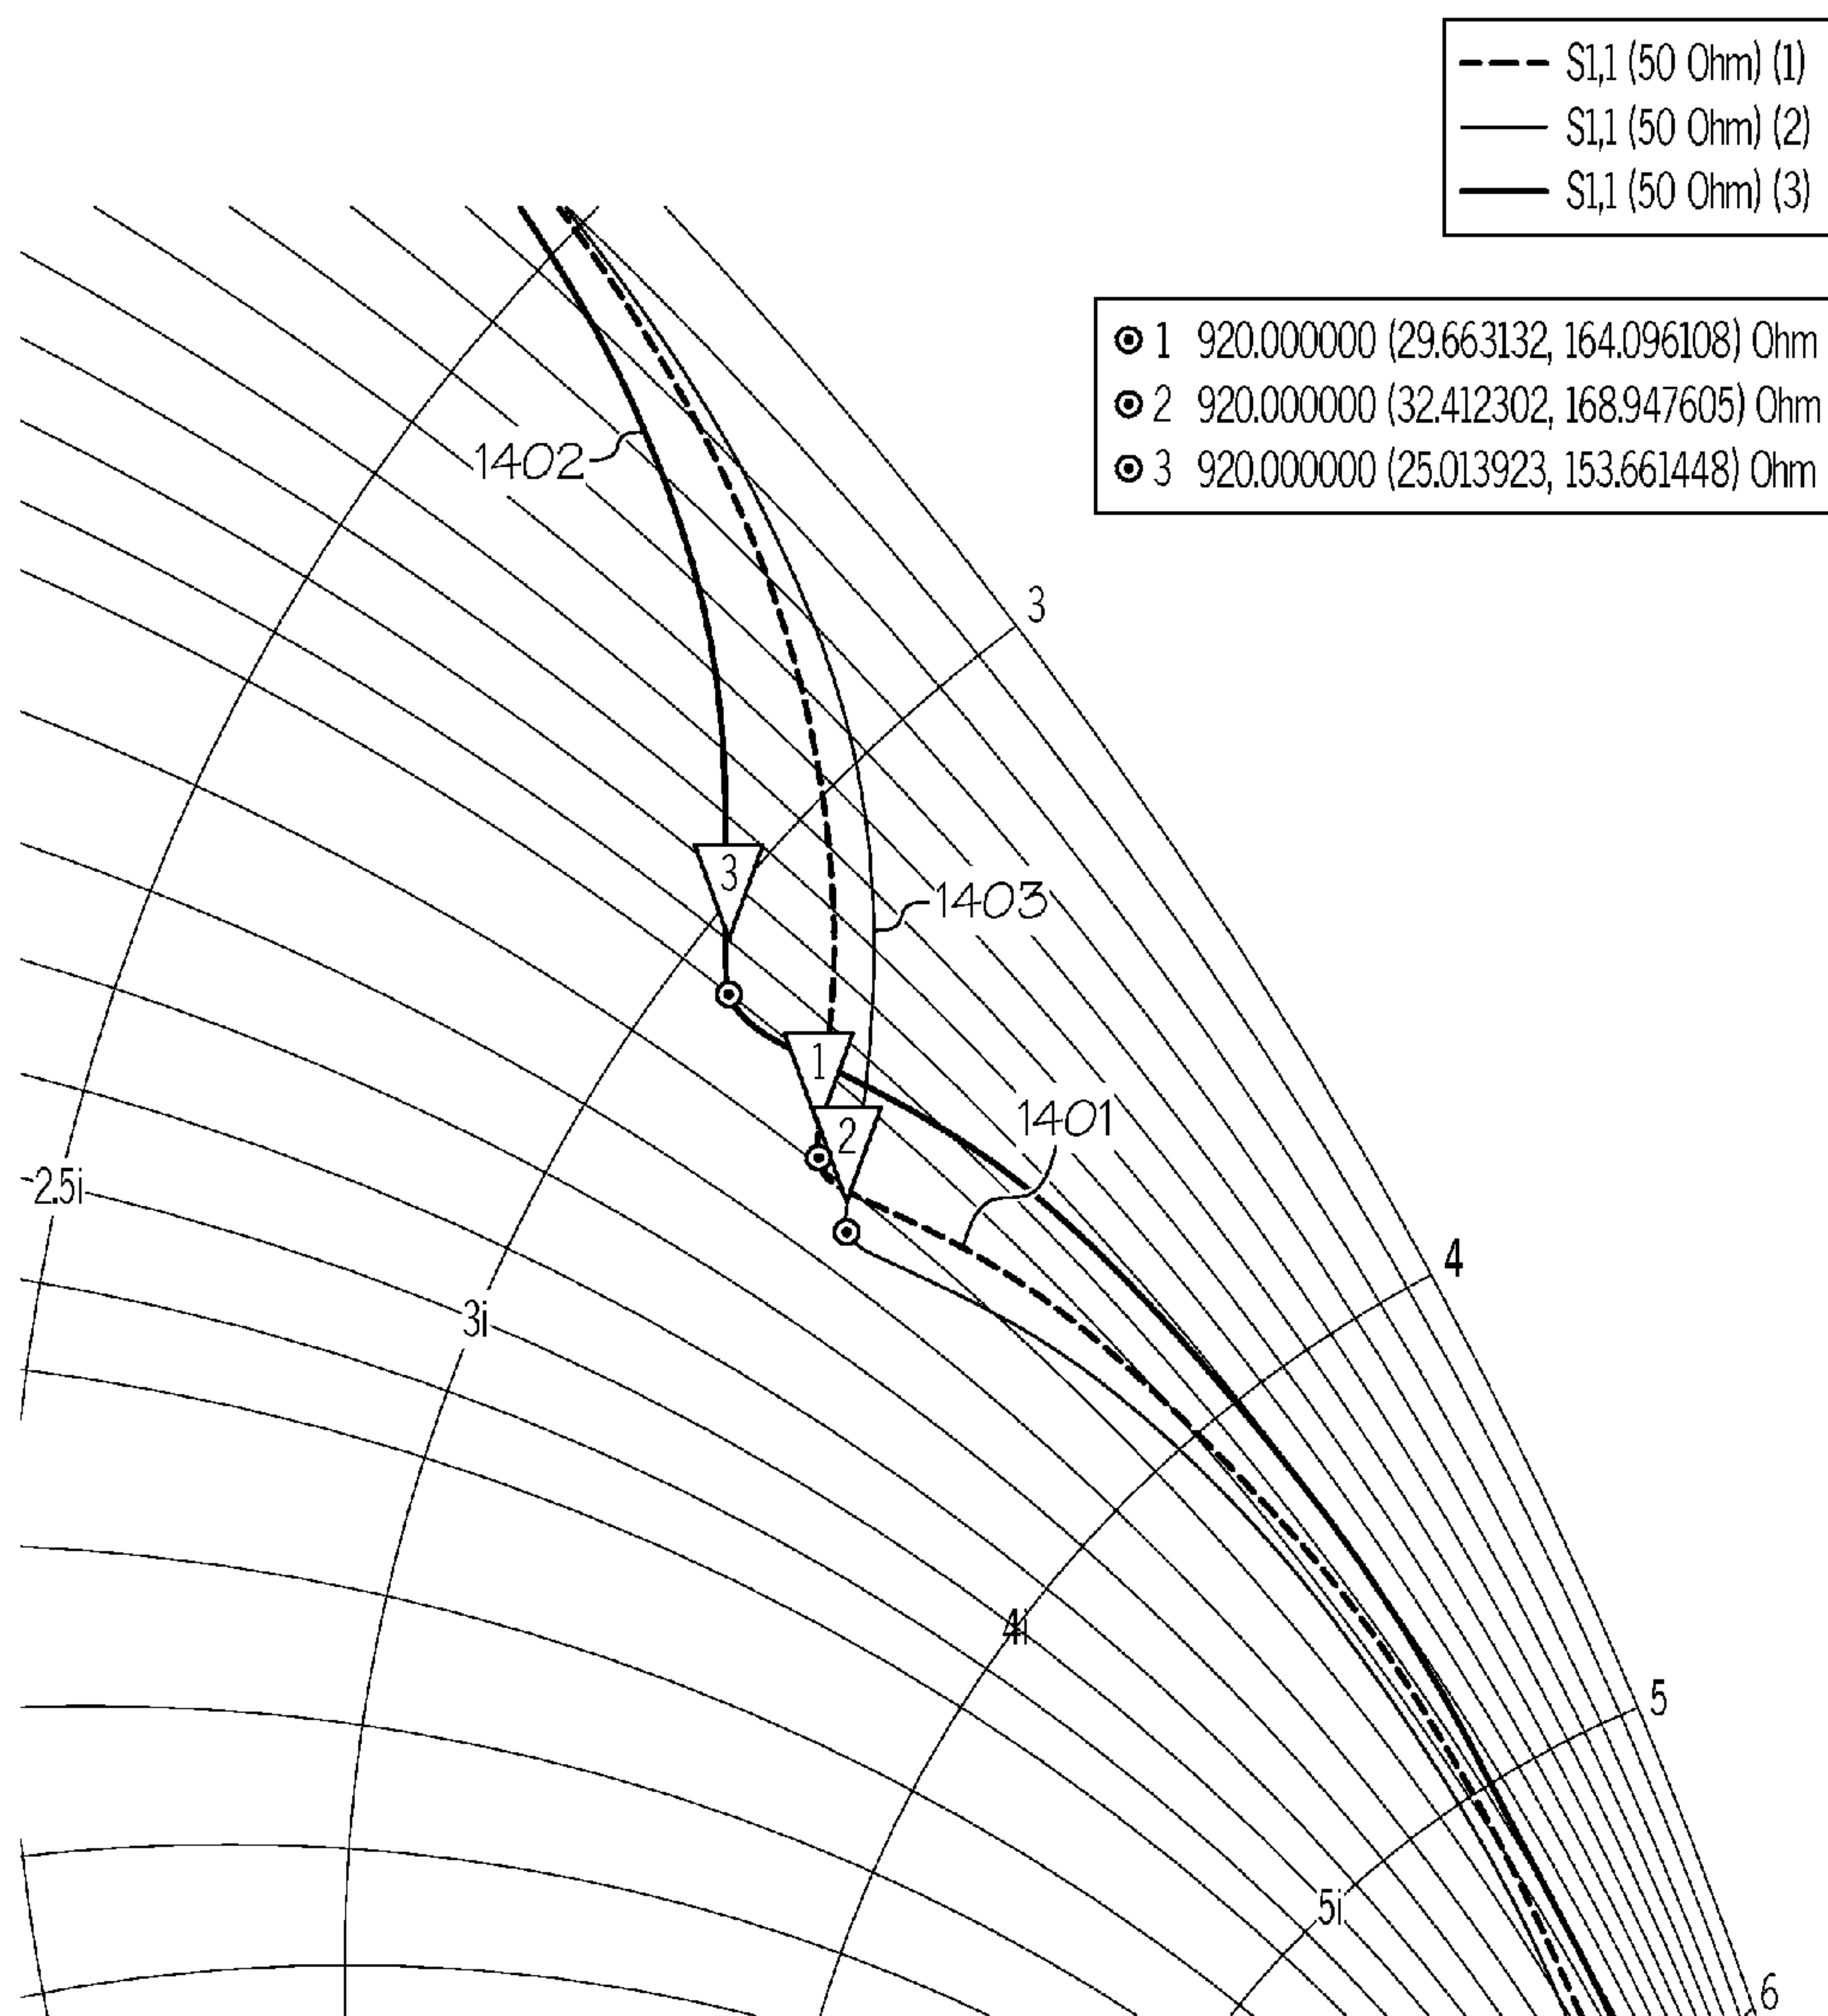 S1,1 (50 Ohm) (1)
S1,1 (50 Ohm) (2)
S1,1 (50 Ohm) (3)
1 920.000000 (29.663132, 164.096108) Ohm
2 920.000000 (32.412302, 168.947605) Ohm
3 920.000000 (25.013923, 153.661448) Ohm
1402
3
3
1403
1
1401
2
2.5i
4
3i
4i
5
5i
6